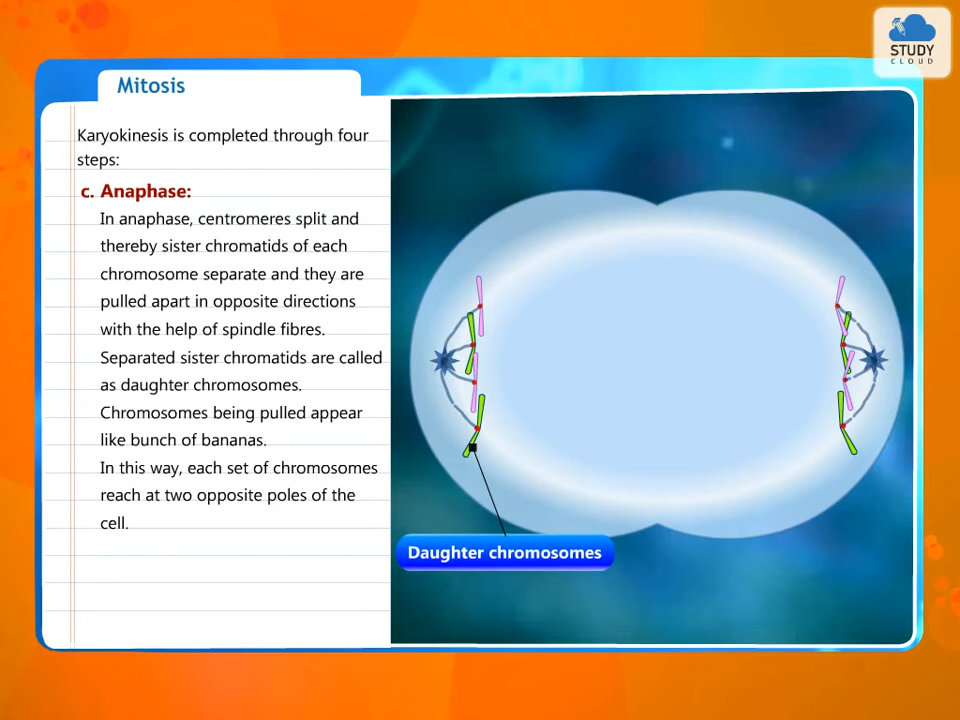 STUDY
CLOUD
Mitosis
Karyokinesis is completed through four
steps:
c. Anaphase:
In anaphase, centromeres split and
thereby sister chromatids of each
chromosome separate and they are
pulled apart in opposite directions
with the help of spindle fibres.
Separated sister chromatids are called
as daughter chromosomes.
Chromosomes being pulled appear
like bunch of bananas.
In this way, each set of chromosomes
reach at two opposite poles of the
cell.
Daughter chromosomes